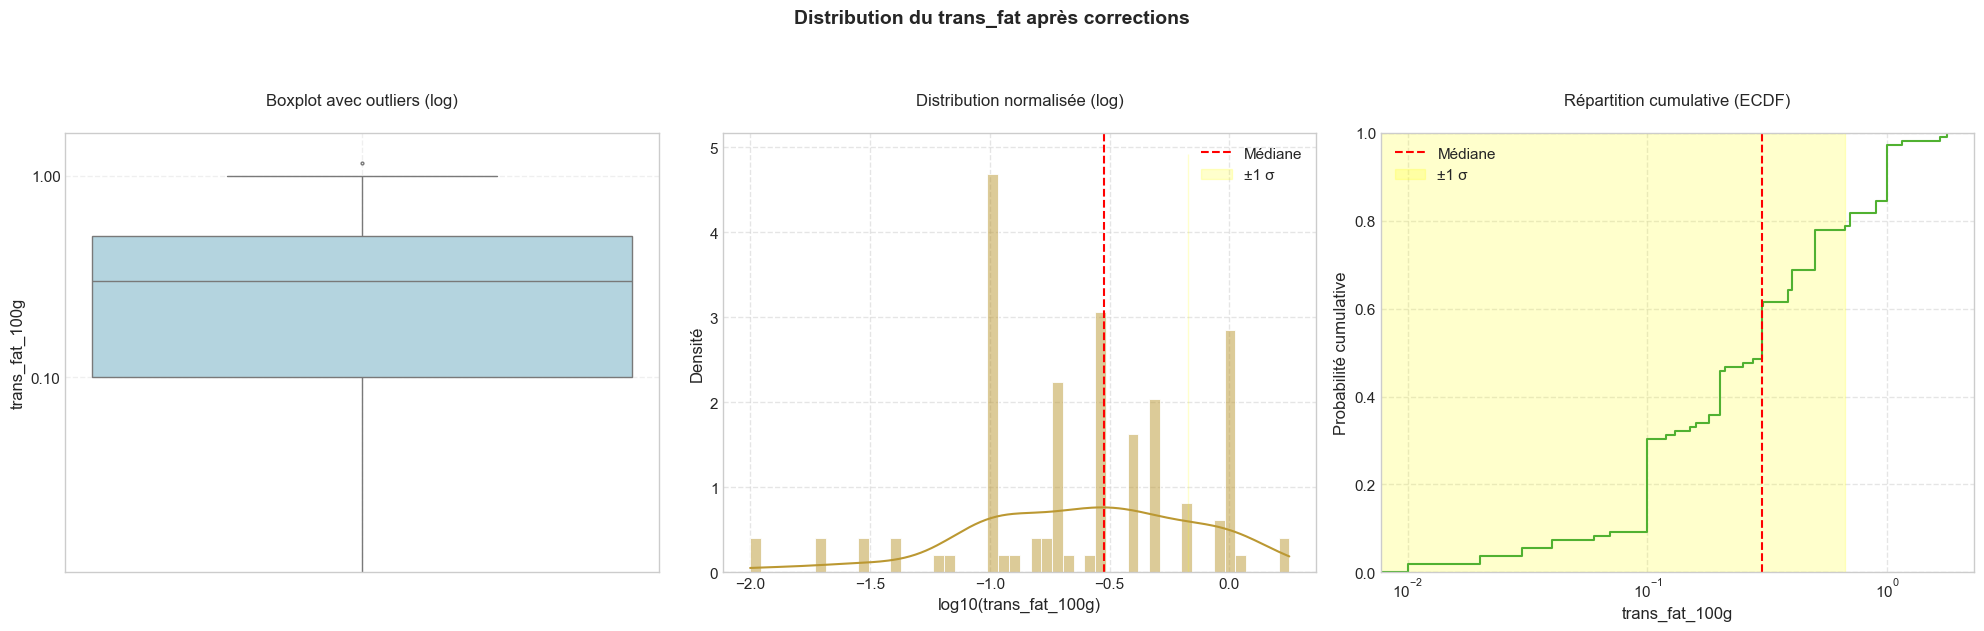 Distribution du trans_fat après corrections
Boxplot avec outliers (log)
trans_fat_100g
1.00
0.10
Distribution normalisée (log)
Densité
5
4
3
2
1
0
Médiane
±1 σ
−2.0 −1.5 −1.0 −0.5 0.0
log10(trans_fat_100g)
Répartition cumulative (ECDF)
Probabilité cumulative
1.0
0.8
0.6
0.4
0.2
0.0
Médiane
±1 σ
10⁻² 10⁻¹ 10⁰
trans_fat_100g